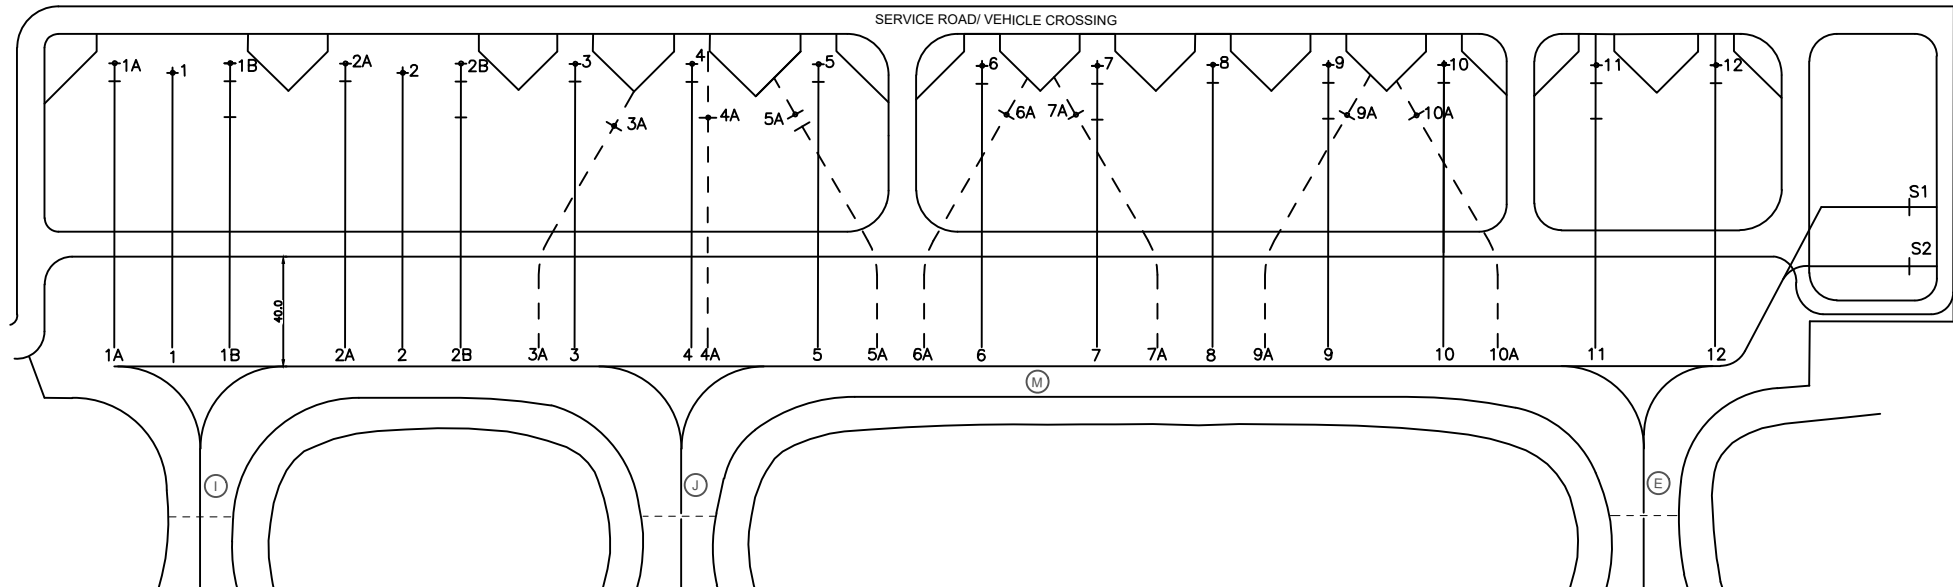 SERVICE ROAD/ VEHICLE CROSSING
1A 1 1B 2A 2 2B 3 4 5 6 7 8 9 10 11 12
3A 4A 5A 6A 7A 9A 10A
S1
S2
40.0
1A 1 1B 2A 2 2B 3A 3 4 4A 5 5A 6A 6 7 7A 8 9A 9 10 10A 11 12
M
I J E